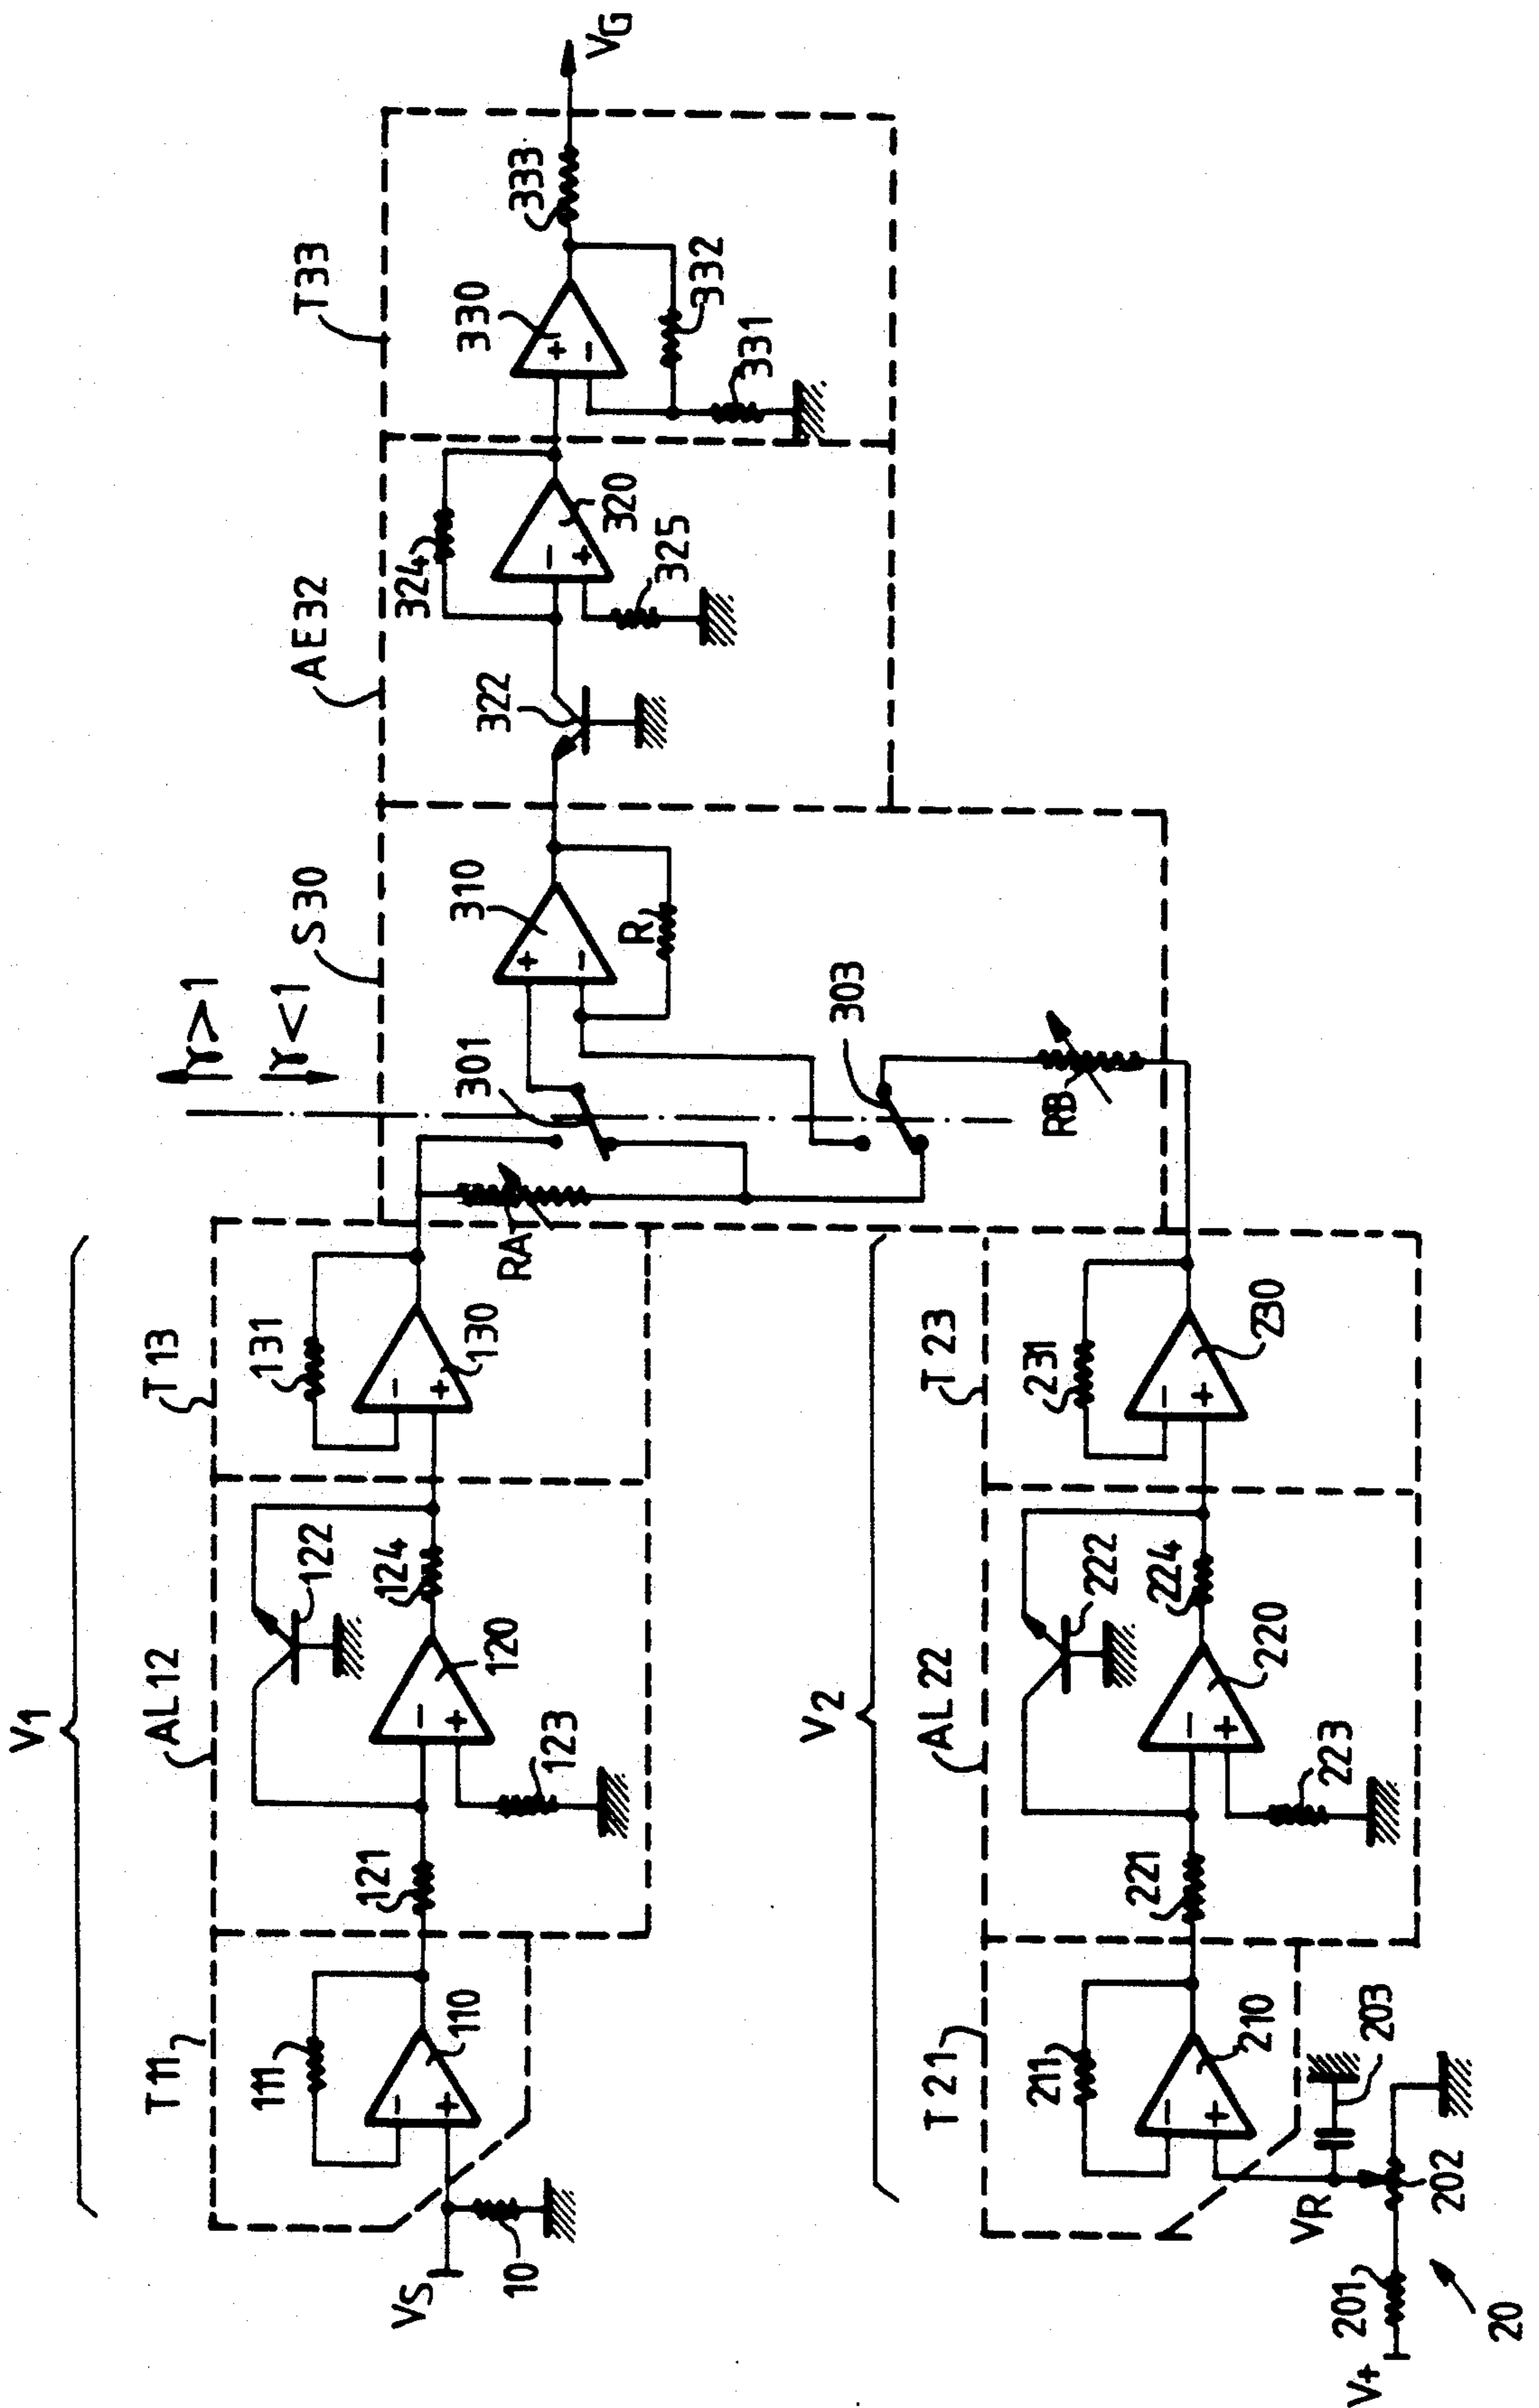 V1
T11
AL12
T13
111
110
VS
10
121
122
120
123
124
131
130
γ>1
γ<1
S30
RA
301
310
R
303
RB
AE32
322
324
320
325
T33
330
333
332
331
VG
V2
T21
AL22
T23
211
210
VR
203
202
201
V+
20
221
222
220
223
224
231
230
+
-
+
-
+
-
+
-
+
-
+
-
+
-
+
-
+
-